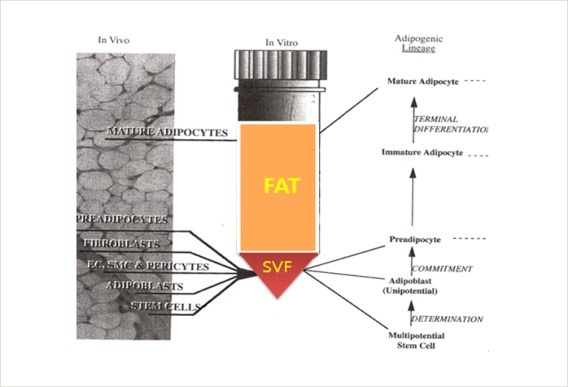 In Vivo
In Vitro
Adipogenic
Lineage
Mature Adipocyte
TERMINAL
DIFFERENTIATIO
MATURE ADIPOCYTES
Immature Adipocyte
FAT
PREADIPOCYTES
FIBROBLASTS
EC, SMC & PERICYTES
ADIPOBLASTS
STEM CELLS
SVF
Preadipocyte
COMMITMENT
Adipoblast
(Unipotential)
DETERMINATION
Multipotential
Stem Cell